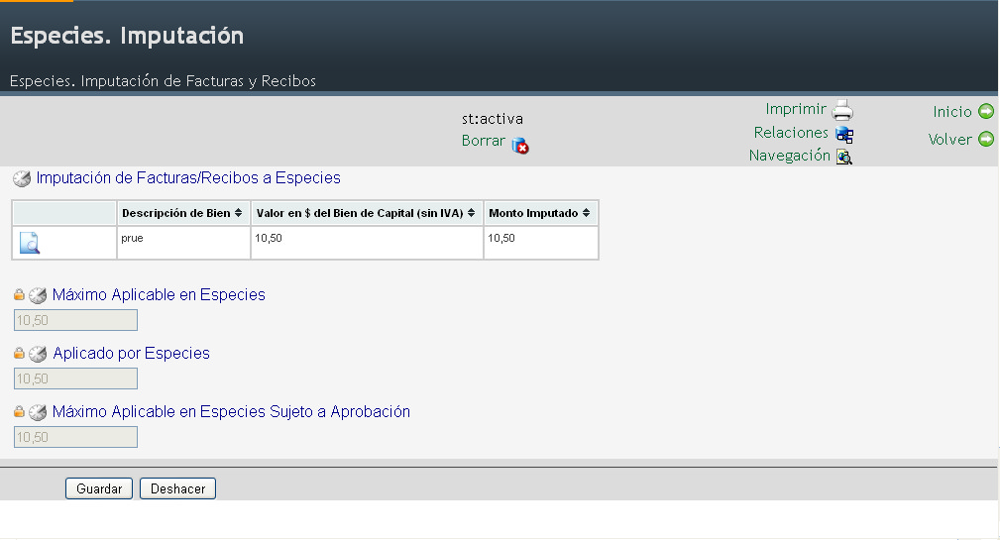 Especies. Imputación
Especies. Imputación de Facturas y Recibos
st:activa
Borrar
Imprimir
Relaciones
Navegación
Inicio
Volver
Imputación de Facturas/Recibos a Especies
Descripción de Bien Valor en $ del Bien de Capital (sin IVA) Monto Imputado
prue 10,50 10,50
Máximo Aplicable en Especies
10,50
Aplicado por Especies
10,50
Máximo Aplicable en Especies Sujeto a Aprobación
10,50
Guardar Deshacer